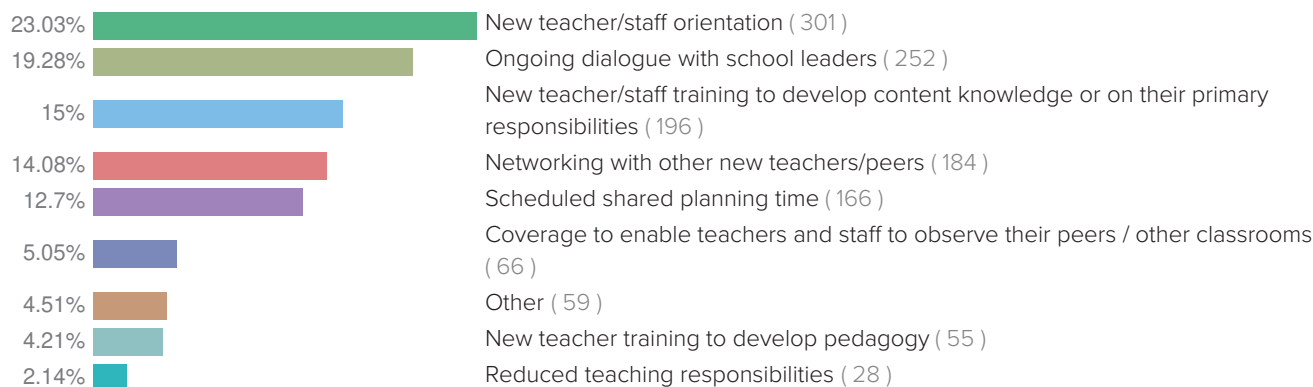 23.03% New teacher/staff orientation ( 301 )
19.28% Ongoing dialogue with school leaders ( 252 )
New teacher/staff training to develop content knowledge or on their primary
15% responsibilities ( 196 )
14.08% Networking with other new teachers/peers ( 184 )
12.7% Scheduled shared planning time ( 166 )
Coverage to enable teachers and staff to observe their peers / other classrooms
5.05% ( 66 )
4.51% Other ( 59 )
4.21% New teacher training to develop pedagogy ( 55 )
2.14% Reduced teaching responsibilities ( 28 )